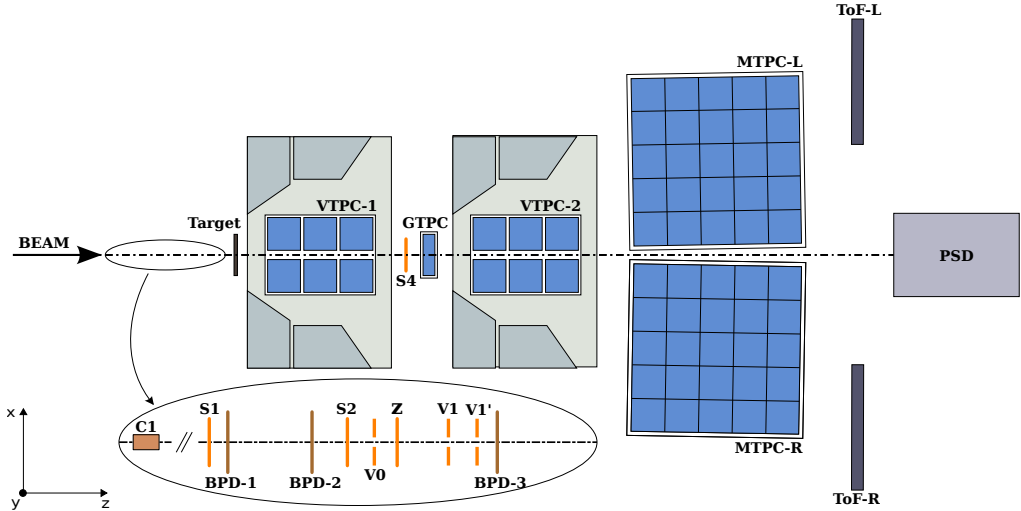 ToF-L
MTPC-L
VTPC-1
VTPC-2
Target
GTPC
BEAM
PSD
S4
S1
S2
Z
V1
V1'
x
C1
MTPC-R
BPD-1
BPD-2
V0
BPD-3
y
z
ToF-R